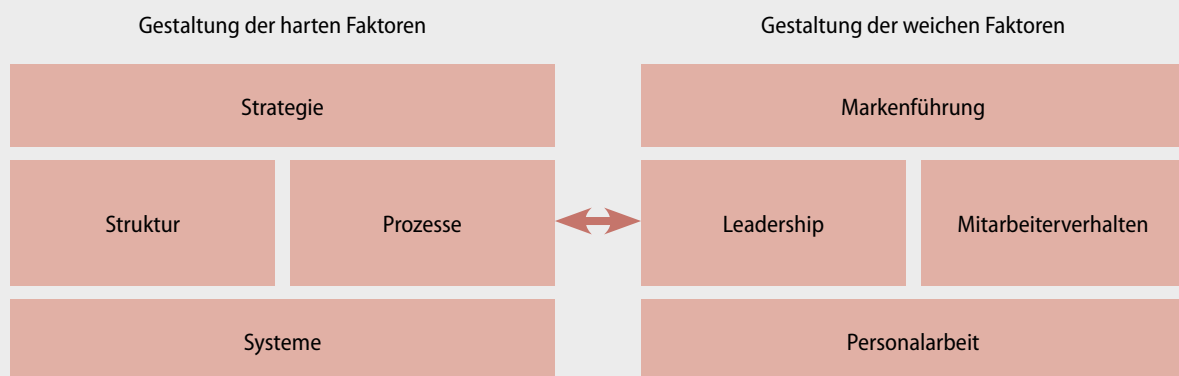 Gestaltung der harten Faktoren
Gestaltung der weichen Faktoren
Strategie
Markenführung
Struktur
Prozesse
Leadership
Mitarbeiterverhalten
Systeme
Personalarbeit